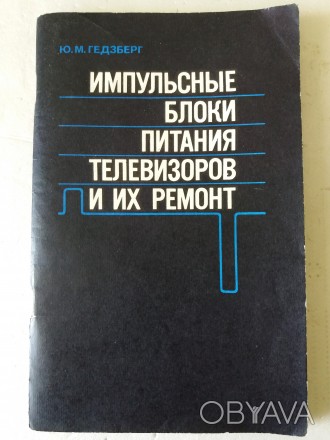 Ю. М. ГЕДЗБЕРГ
ИМПУЛЬСНЫЕ
БЛОКИ
ПИТАНИЯ
ТЕЛЕВИЗОРОВ
И ИХ РЕМОНТ
OBYAVA